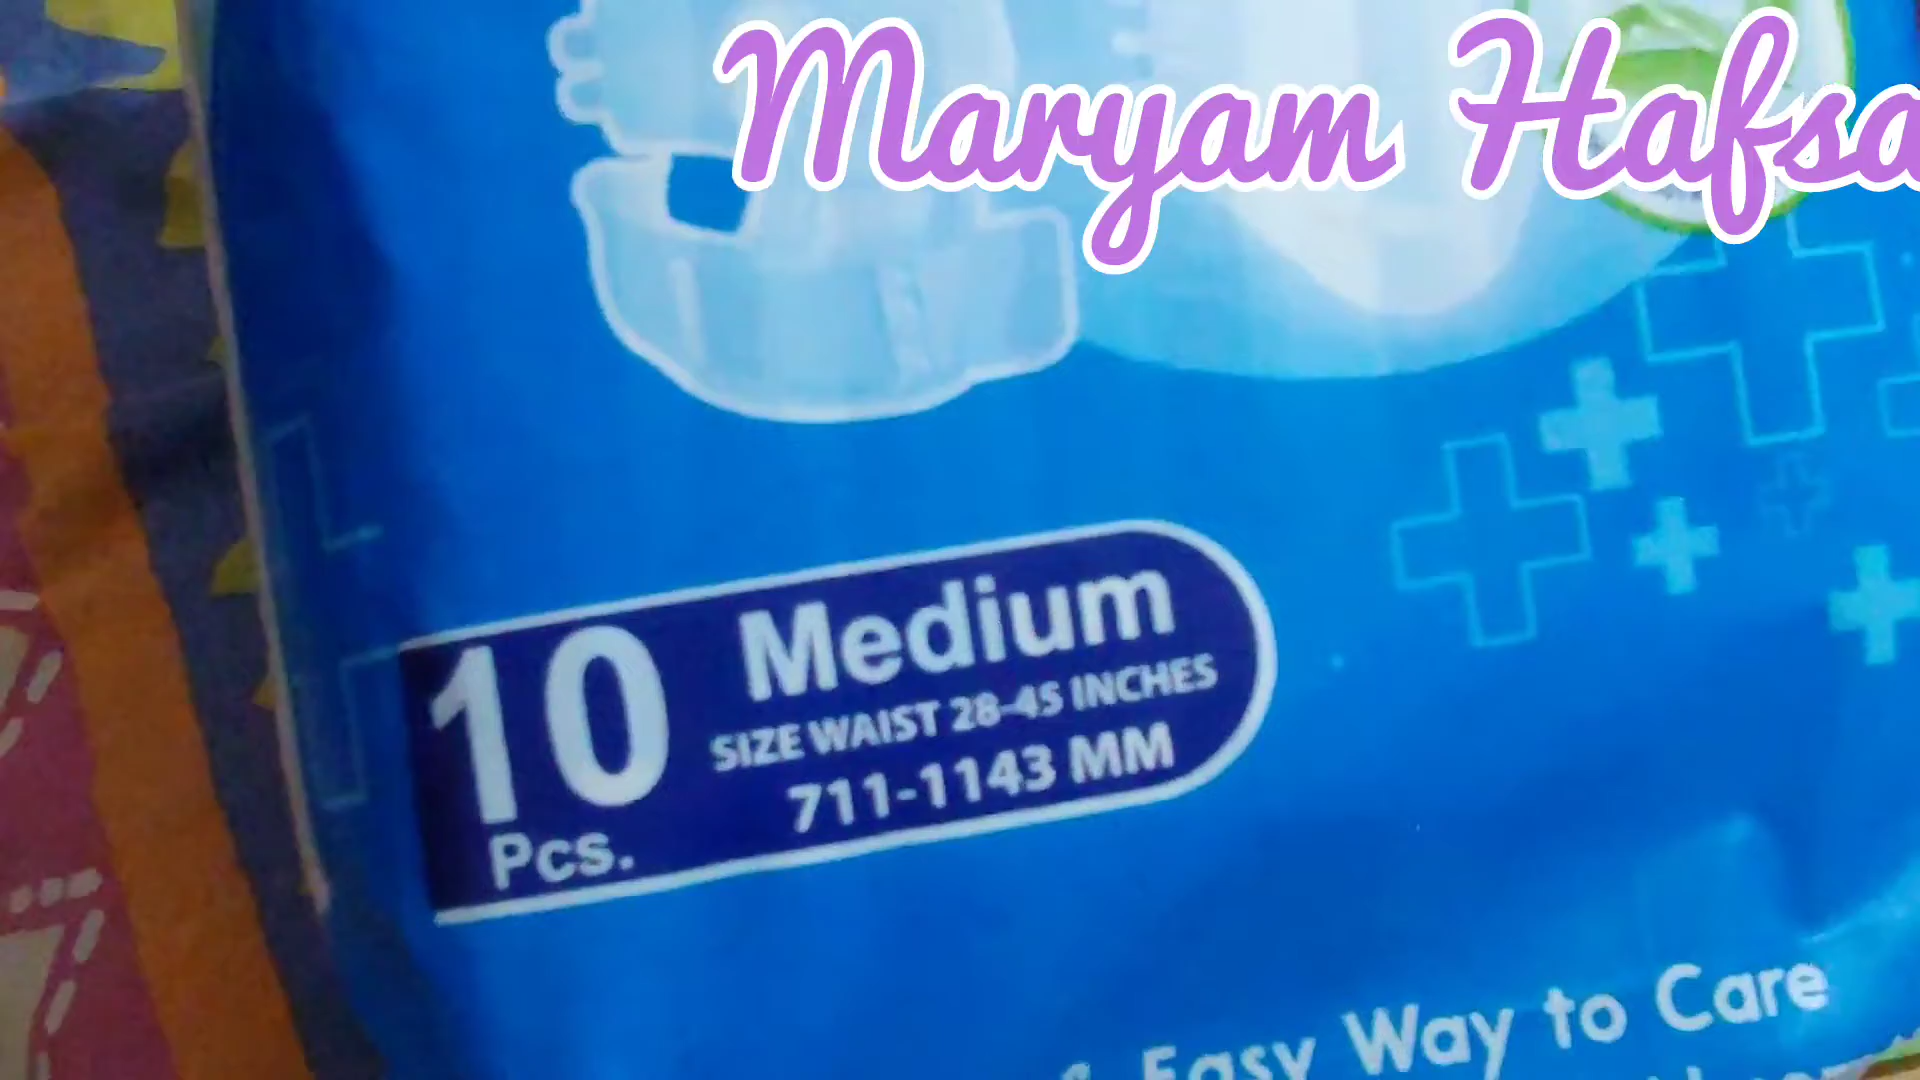 Maryam Hafsa
10
Pcs.
Medium
SIZE WAIST 28-45 INCHES
711-1143 MM
& Easy Way to Care